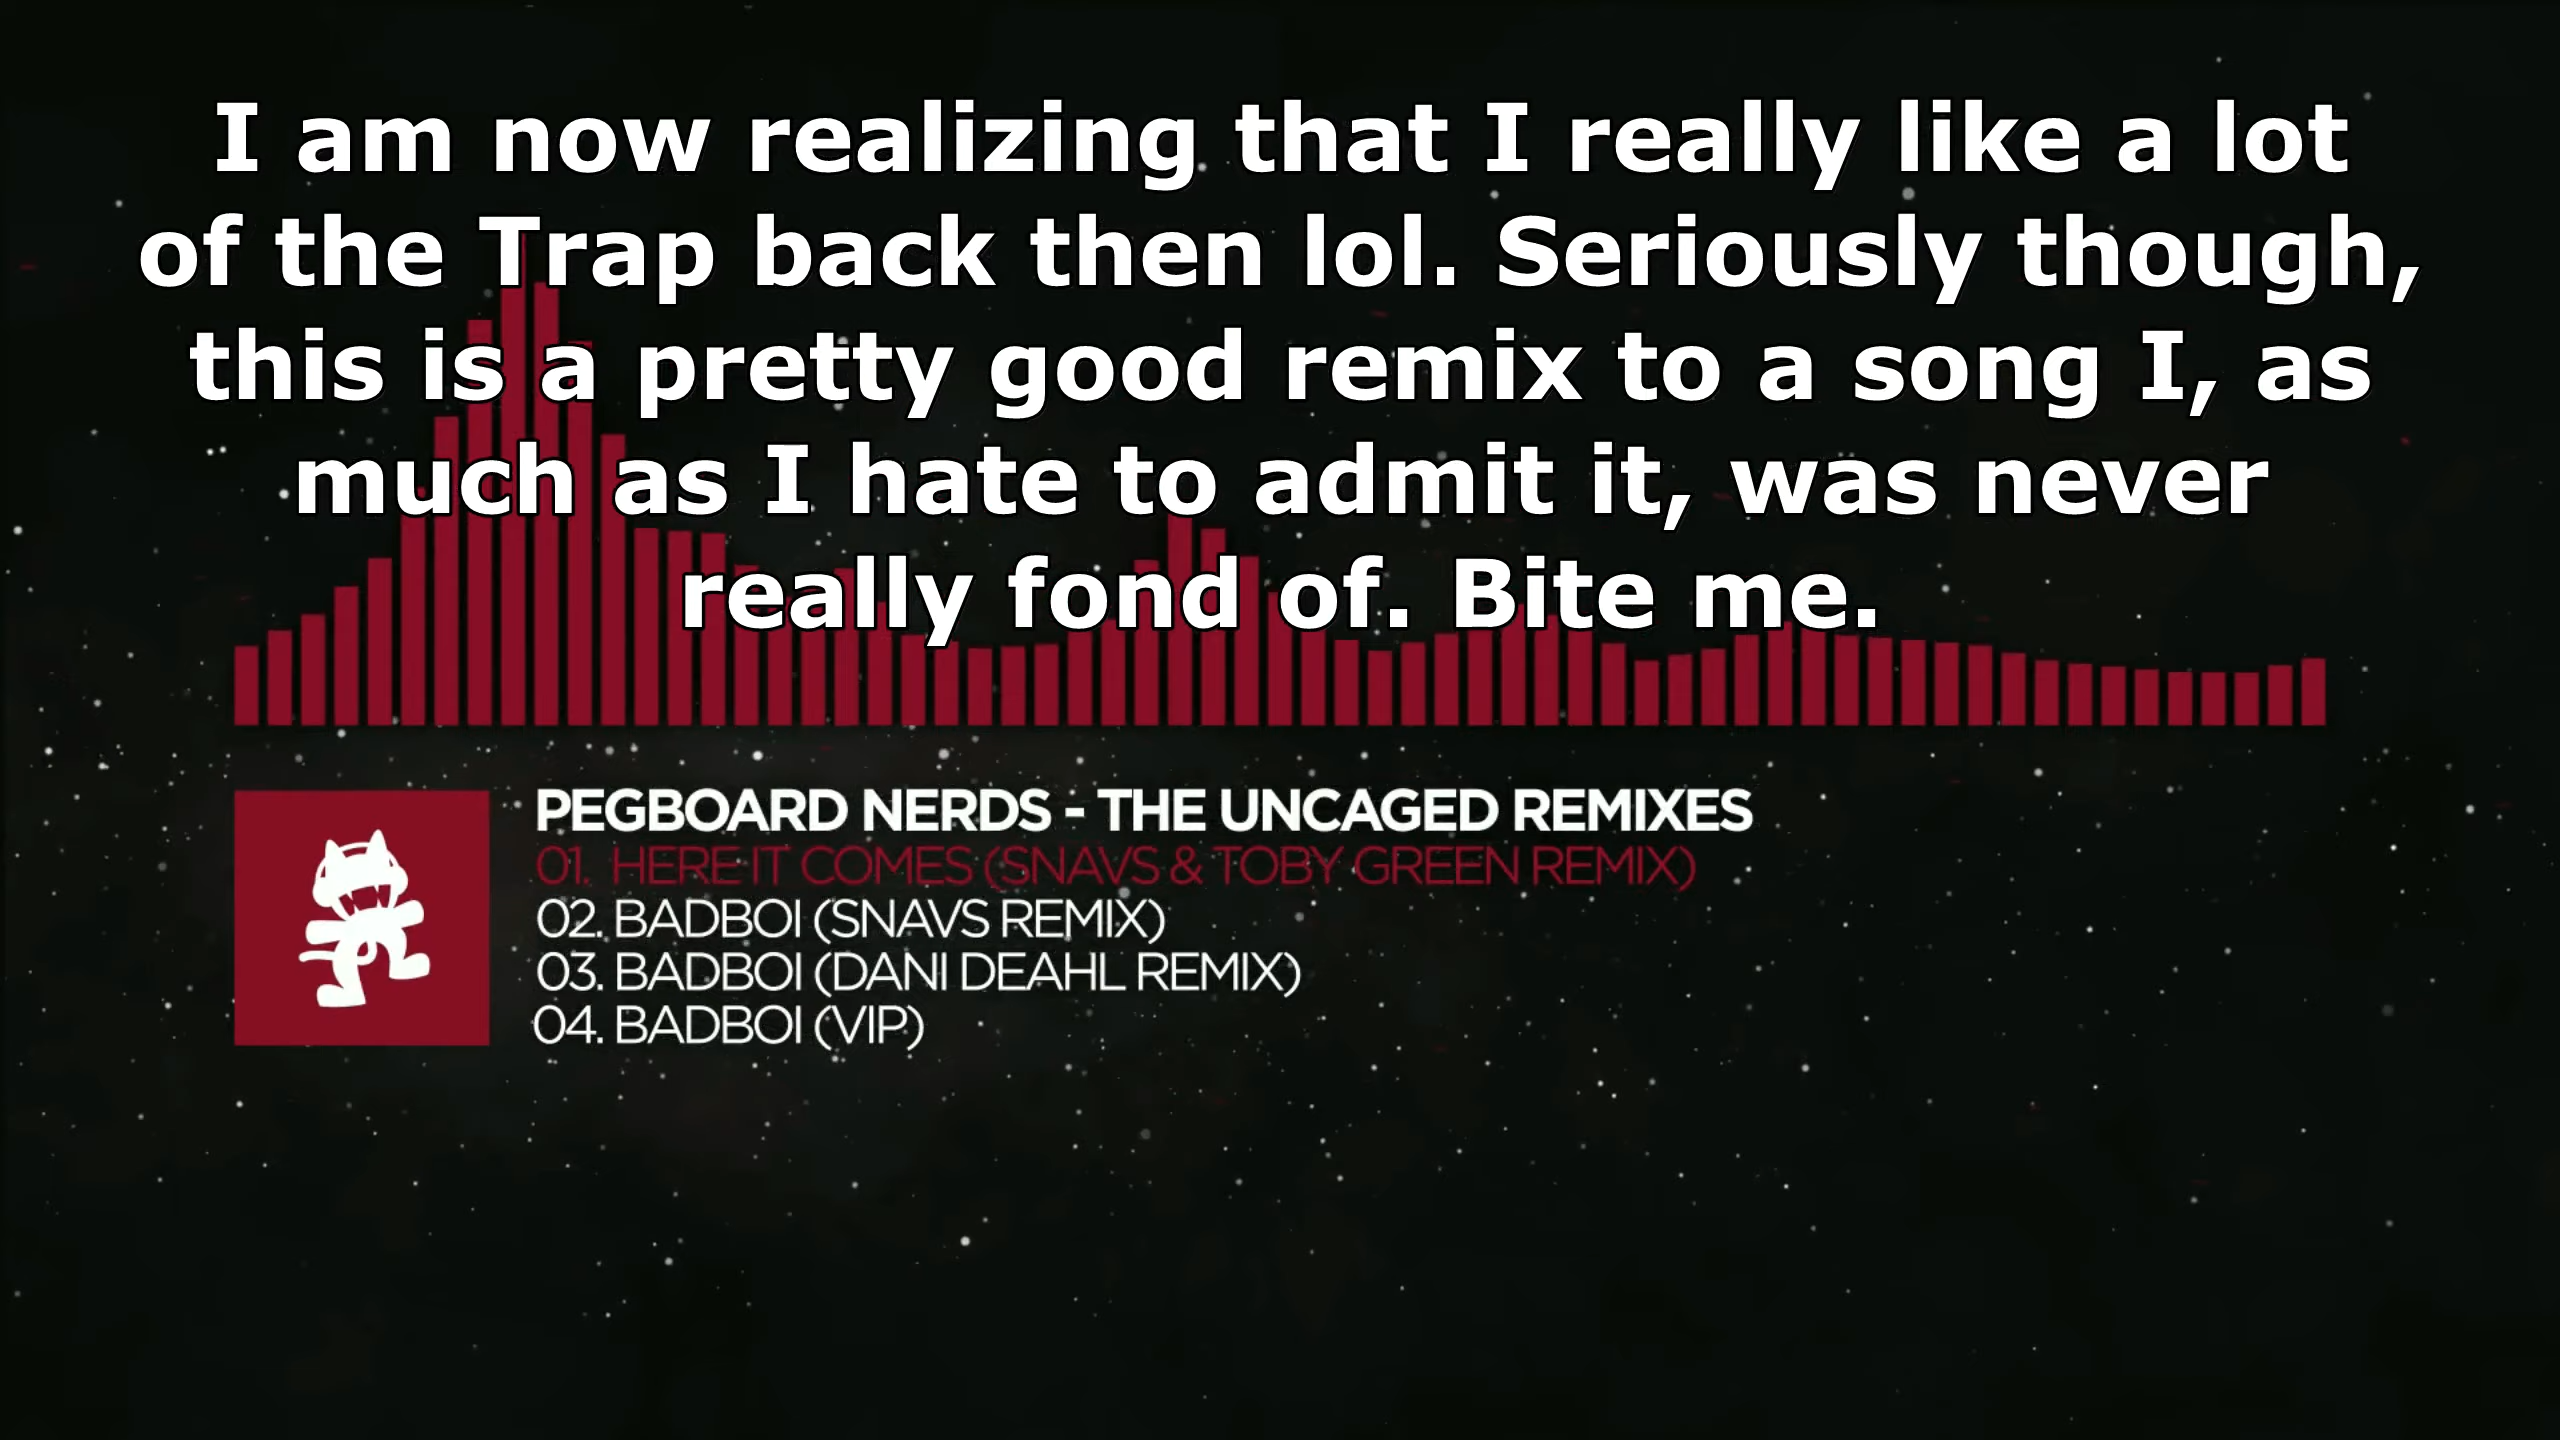 I am now realizing that I really like a lot
of the Trap back then lol. Seriously though,
this is a pretty good remix to a song I, as
much as I hate to admit it, was never
really fond of. Bite me.
PEGBOARD NERDS - THE UNCAGED REMIXES
01. HERE IT COMES (SNAVS & TOBY GREEN REMIX)
02. BADBOI (SNAVS REMIX)
03. BADBOI (DANI DEAHL REMIX)
04. BADBOI (VIP)